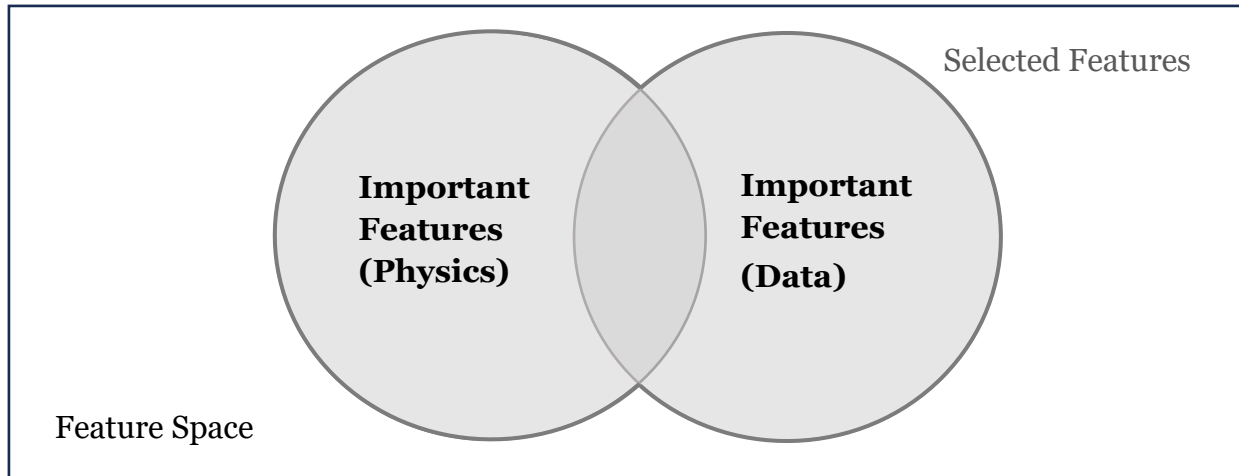 Selected Features
Important
Features
(Physics)
Important
Features
(Data)
Feature Space